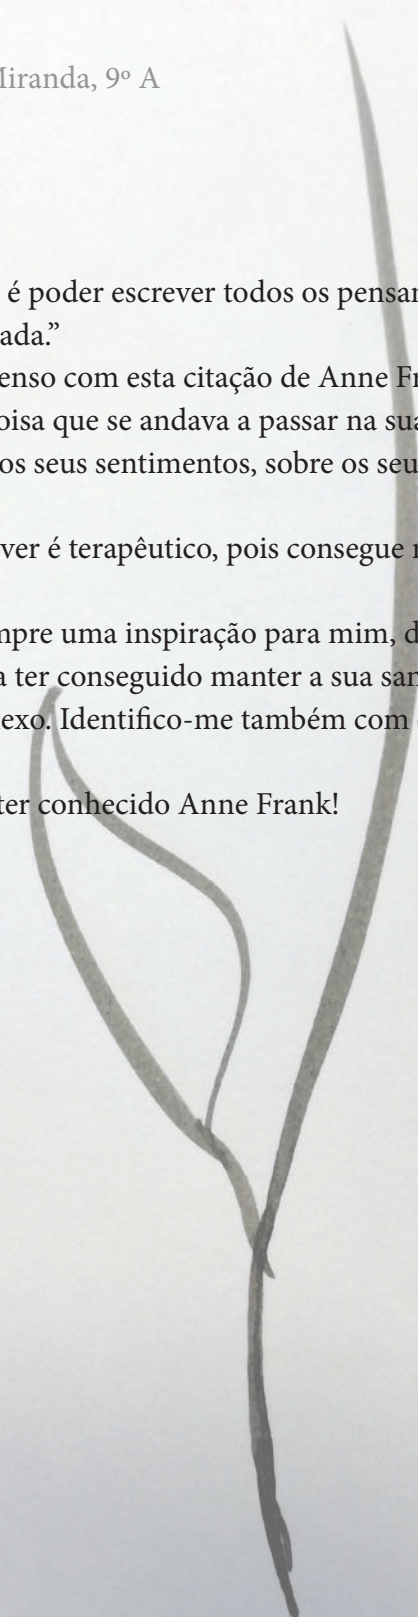 Miranda, 9º A
é poder escrever todos os pensam
ada.”
enso com esta citação de Anne Fr
oisa que se andava a passar na sua
os seus sentimentos, sobre os seu
ver é terapêutico, pois consegue
mpre uma inspiração para mim, d
a ter conseguido manter a sua san
lexo. Identifico-me também com
ter conhecido Anne Frank!